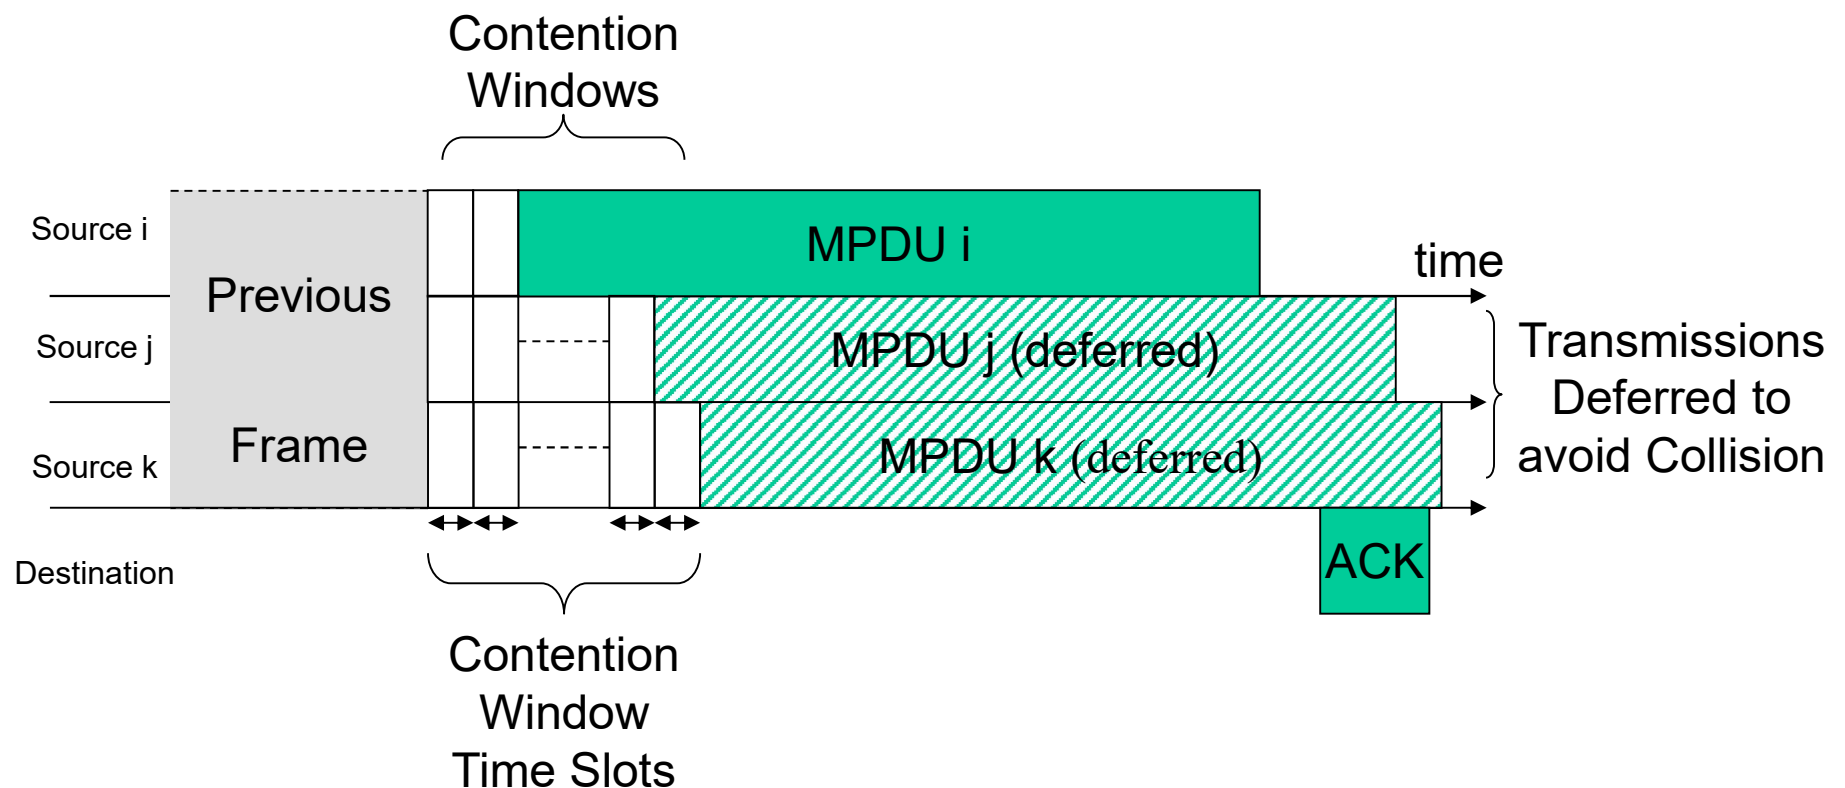 Contention
Windows
Source i
MPDU i
time
Previous
Source j
MPDU j (deferred)
Transmissions
Deferred to
avoid Collision
Frame
Source k
MPDU k (deferred)
ACK
Destination
Contention
Window
Time Slots